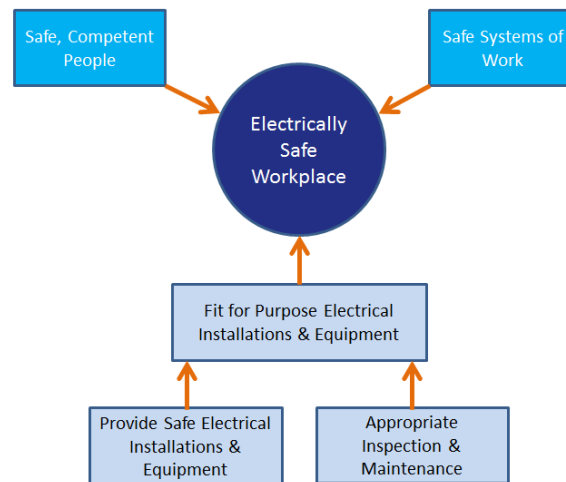 Safe, Competent
People
Safe Systems of
Work
Electrically
Safe
Workplace
Fit for Purpose Electrical
Installations & Equipment
Provide Safe Electrical
Installations &
Equipment
Appropriate
Inspection &
Maintenance